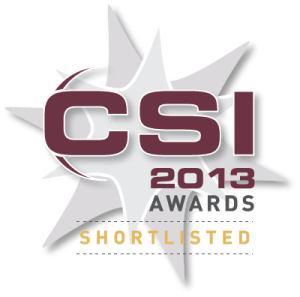 CSI
2013
AWARDS
SHORTLISTED